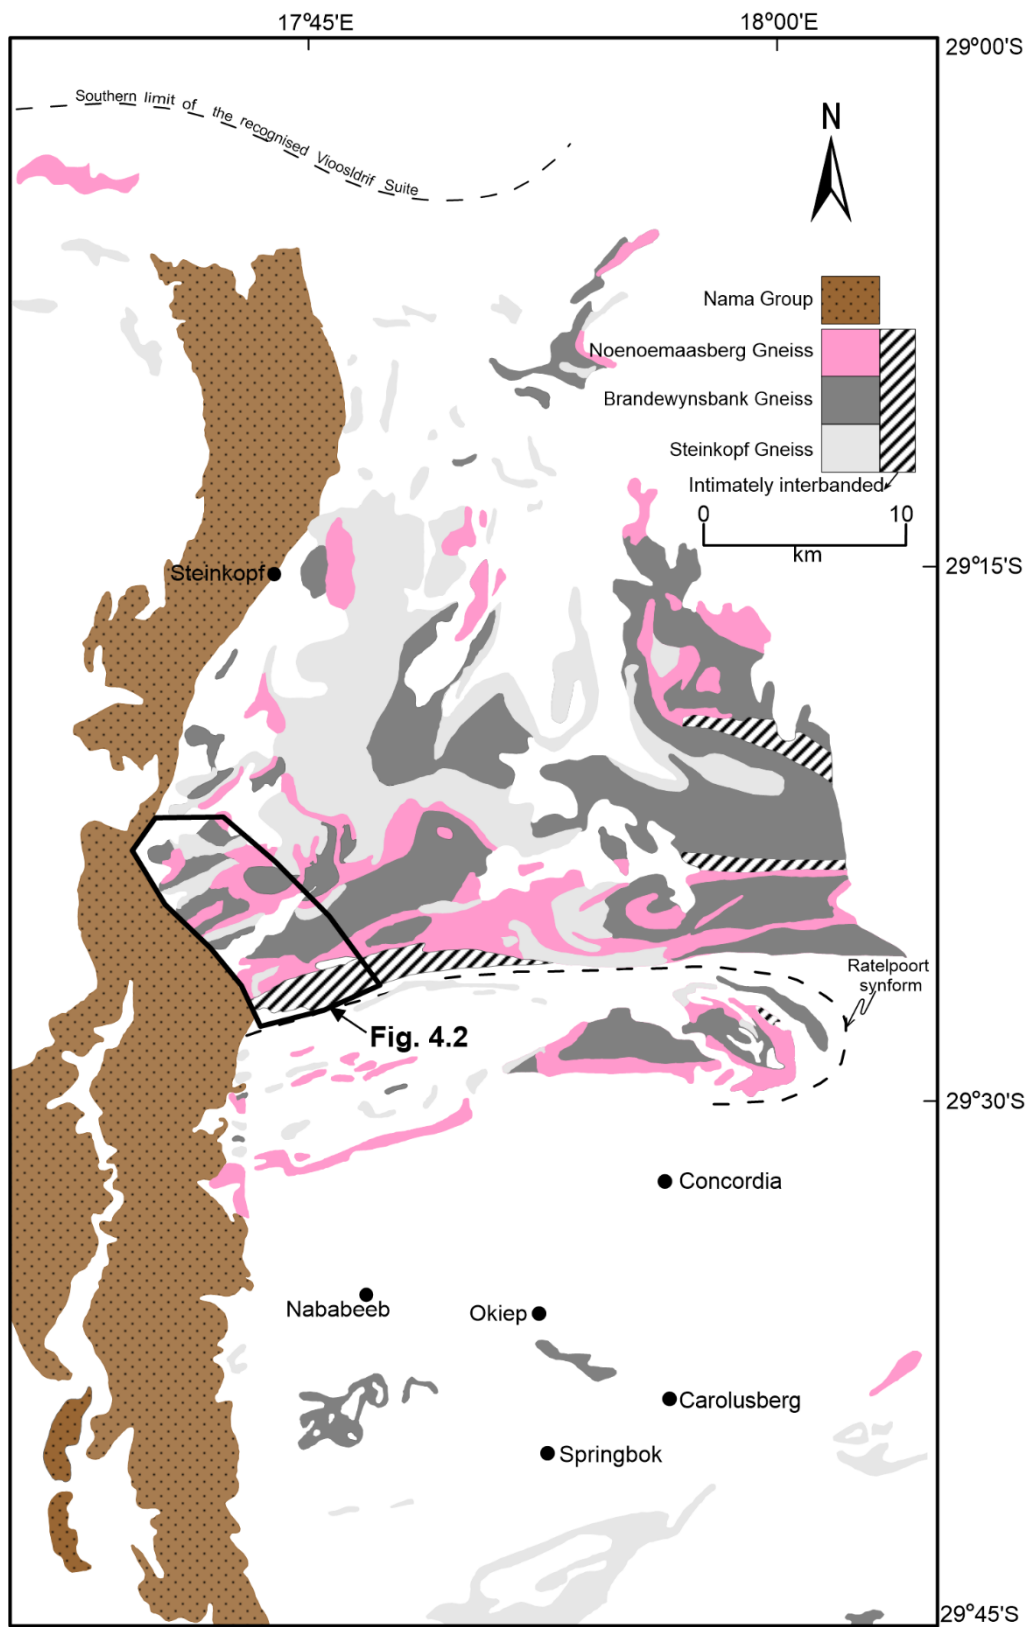 17°45'E
18°00'E
29°00'S
Southern limit of the recognised Vioosldrif Suite
N
Nama Group
Noenoemaasberg Gneiss
Brandewynsbank Gneiss
Steinkopf Gneiss
Intimately interbanded
0 10
km
29°15'S
Steinkopf
Ratelpoort
synform
Fig. 4.2
29°30'S
Concordia
Nababeeb
Okiep
Carolusberg
Springbok
29°45'S